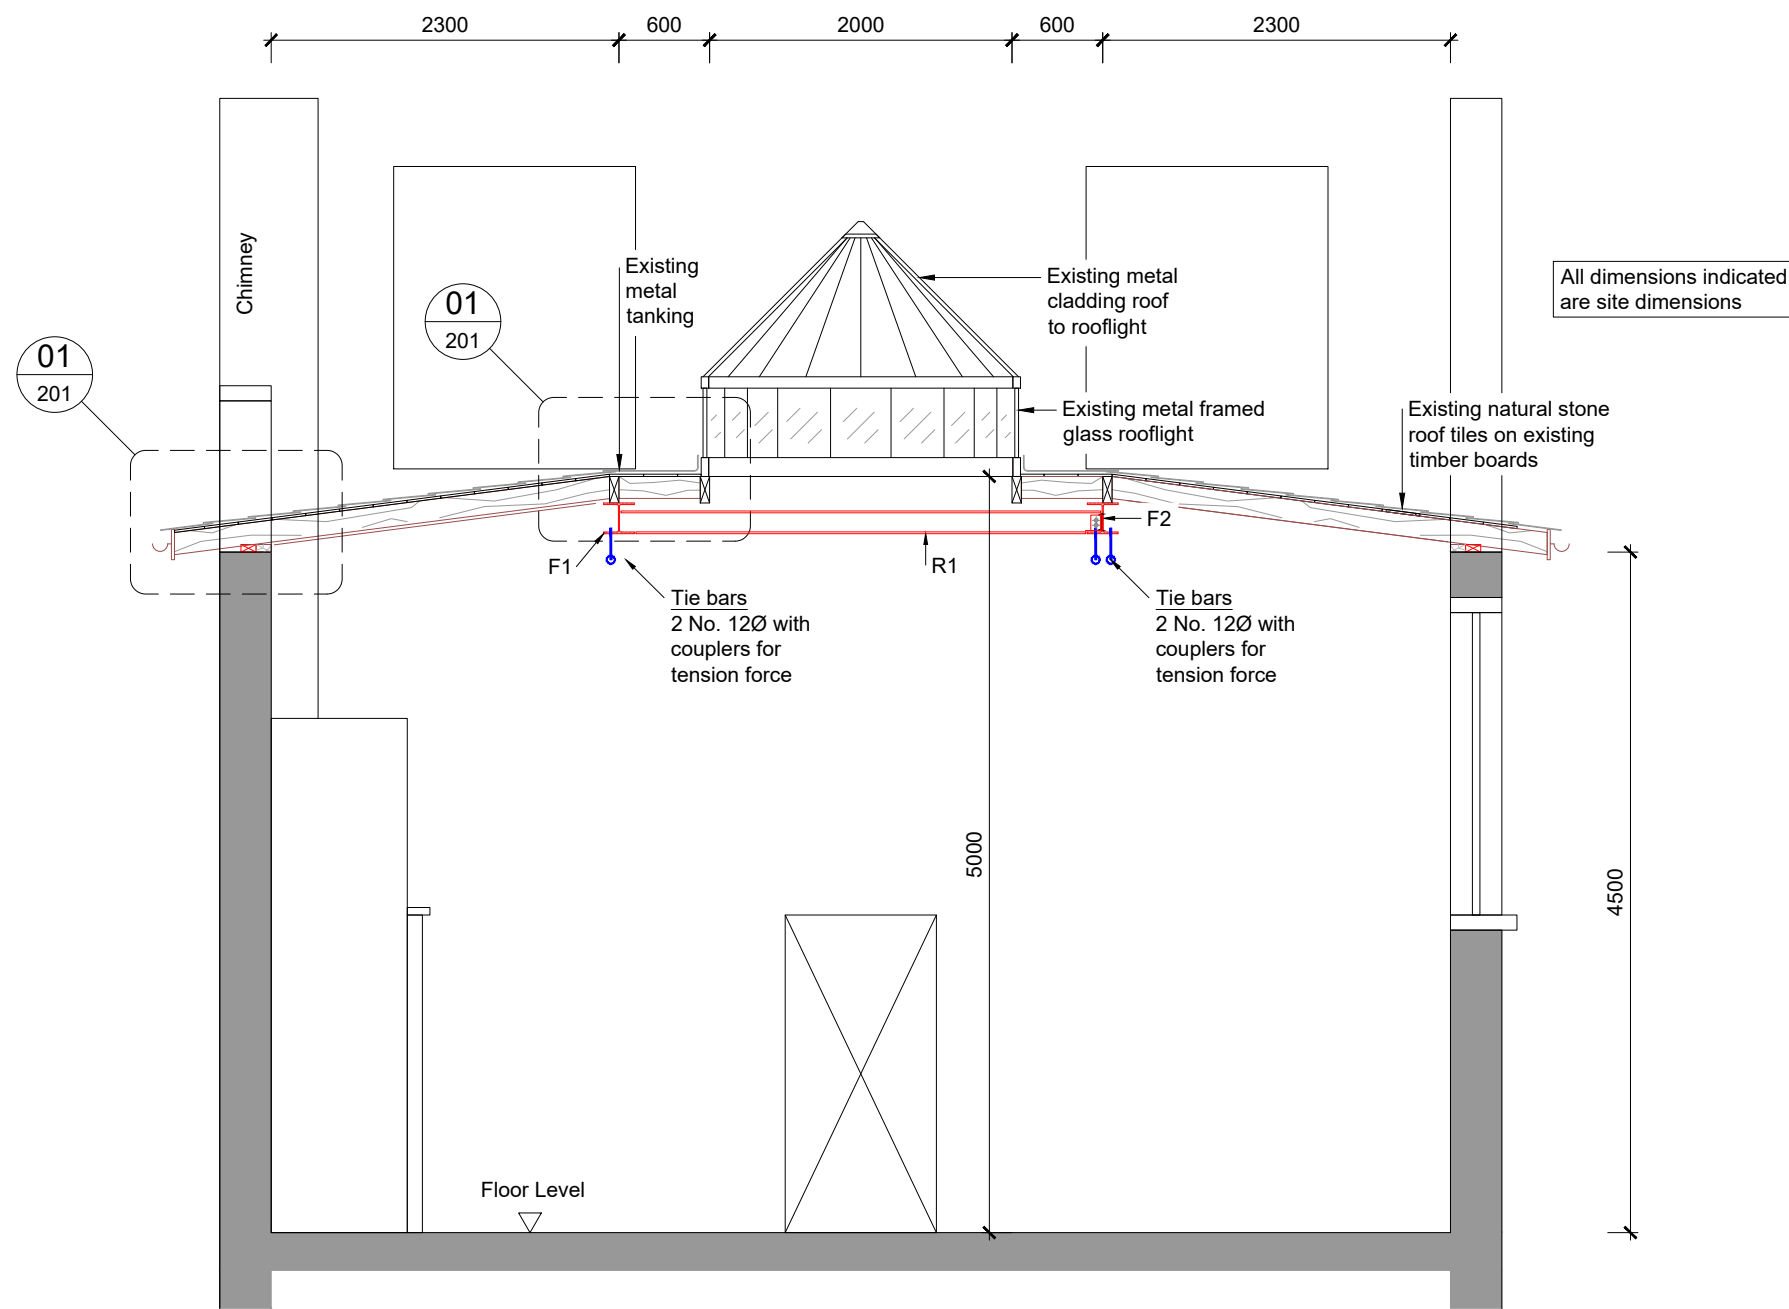 2300
600
2000
600
2300
Chimney
Existing
metal
tanking
Existing metal
cladding roof
to rooflight
All dimensions indicated
are site dimensions
01
201
01
201
Existing metal framed
glass rooflight
Existing natural stone
roof tiles on existing
timber boards
F1
F2
R1
Tie bars
2 No. 12Ø with
couplers for
tension force
Tie bars
2 No. 12Ø with
couplers for
tension force
5000
4500
Floor Level